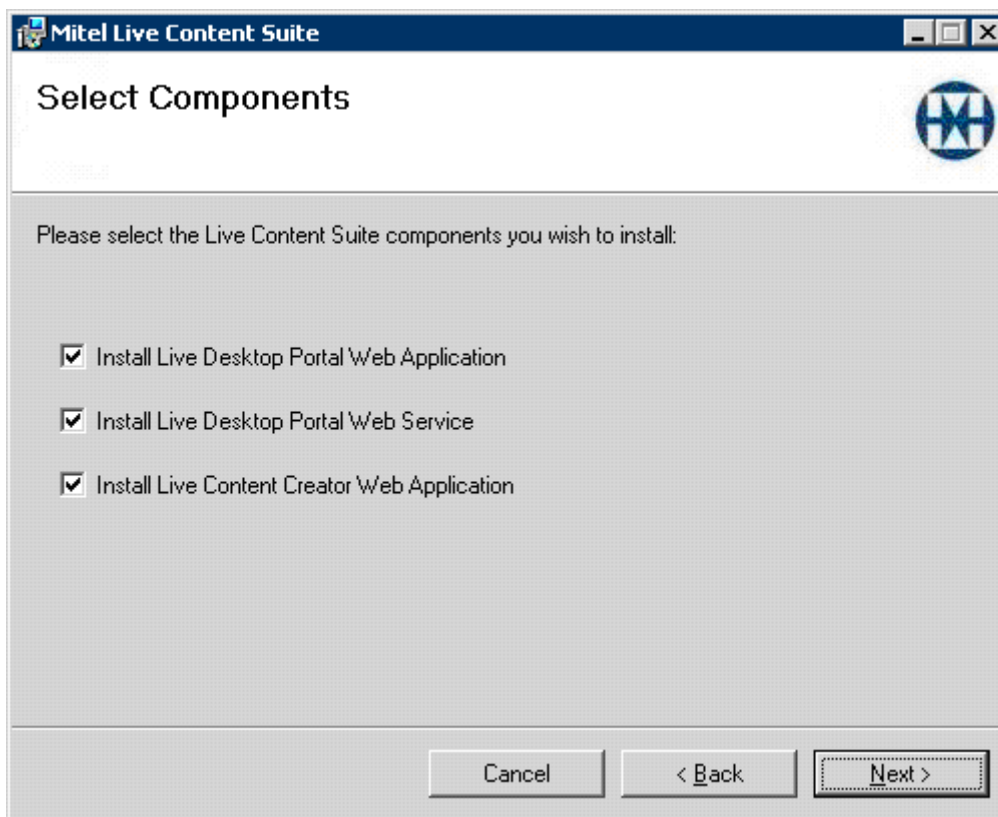 Mitel Live Content Suite
Select Components
Please select the Live Content Suite components you wish to install:
Install Live Desktop Portal Web Application
Install Live Desktop Portal Web Service
Install Live Content Creator Web Application
Cancel
< Back
Next >